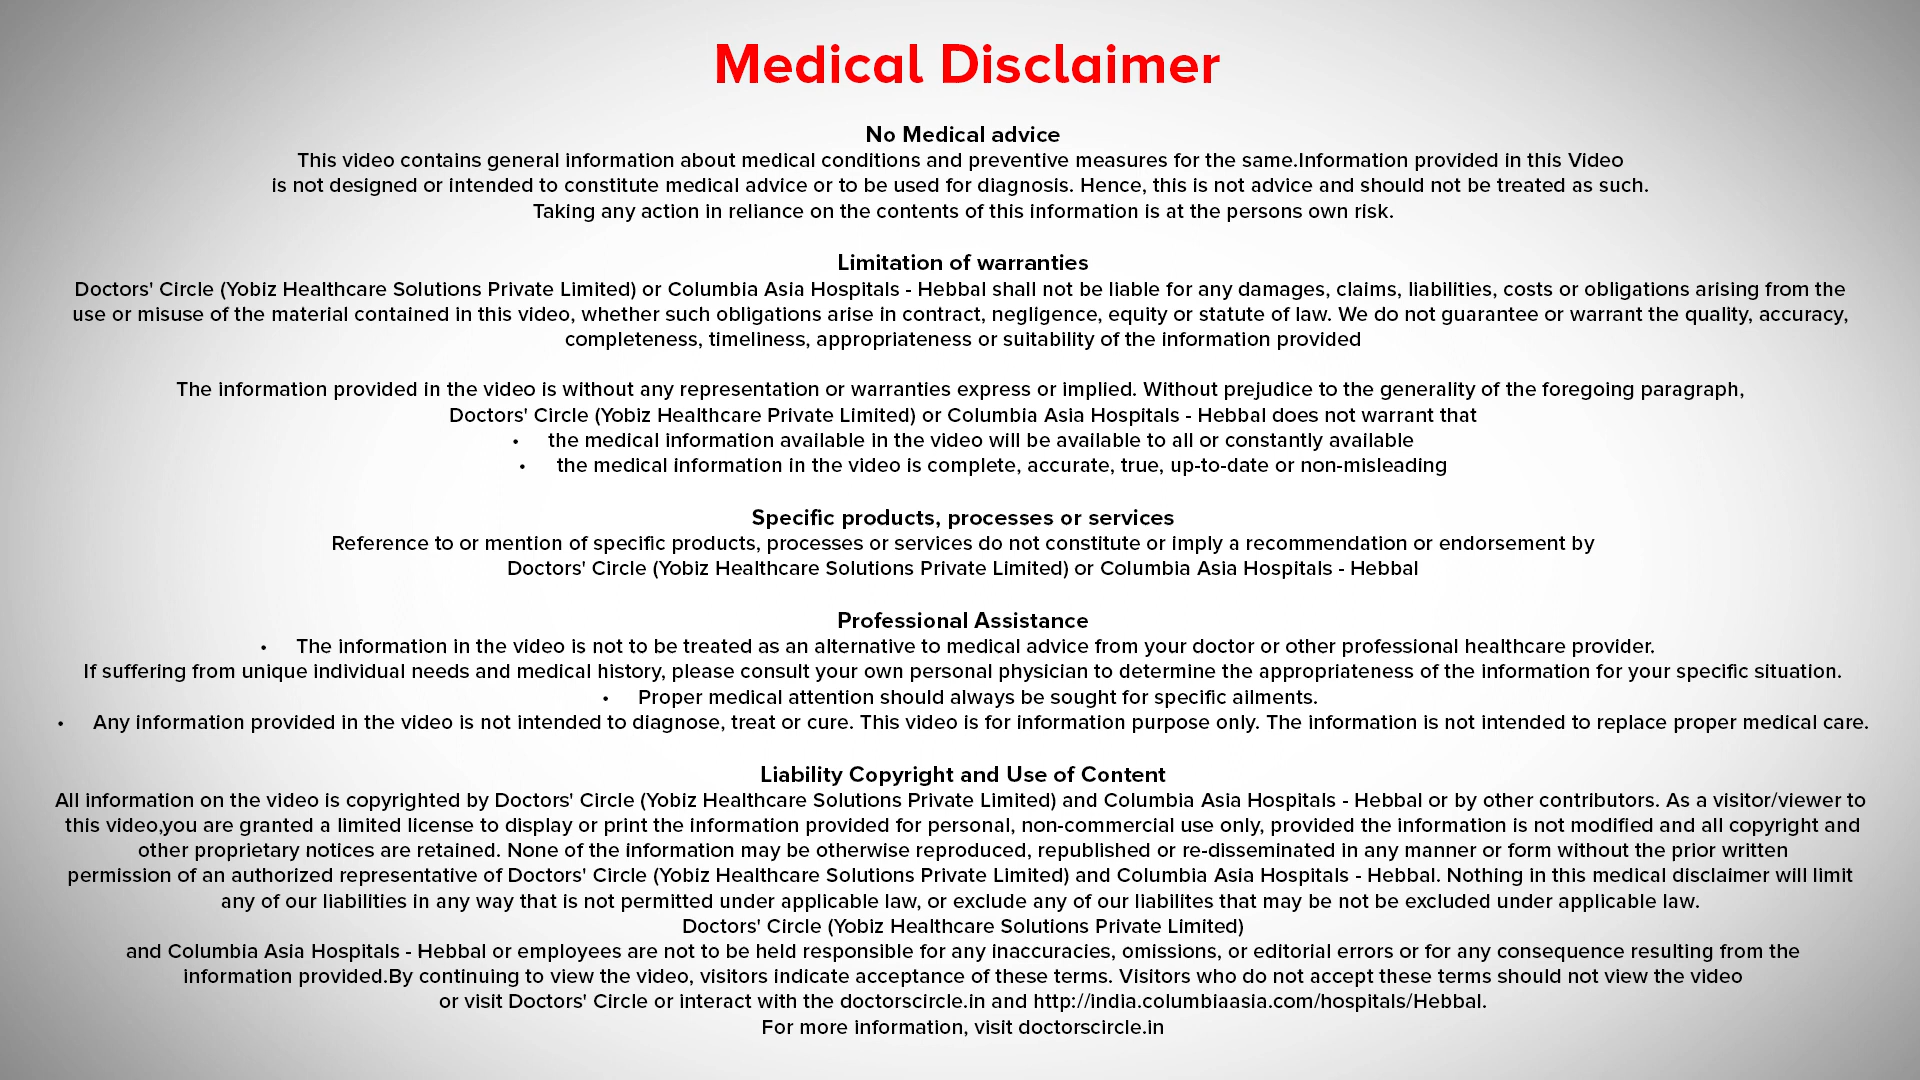 Medical Disclaimer
No Medical advice
This video contains general information about medical conditions and preventive measures for the same.Information provided in this Video
is not designed or intended to constitute medical advice or to be used for diagnosis. Hence, this is not advice and should not be treated as such.
Taking any action in reliance on the contents of this information is at the persons own risk.
Limitation of warranties
Doctors' Circle (Yobiz Healthcare Solutions Private Limited) or Columbia Asia Hospitals - Hebbal shall not be liable for any damages, claims, liabilities, costs or obligations arising from the
use or misuse of the material contained in this video, whether such obligations arise in contract, negligence, equity or statute of law. We do not guarantee or warrant the quality, accuracy,
completeness, timeliness, appropriateness or suitability of the information provided
The information provided in the video is without any representation or warranties express or implied. Without prejudice to the generality of the foregoing paragraph,
Doctors' Circle (Yobiz Healthcare Private Limited) or Columbia Asia Hospitals - Hebbal does not warrant that
• the medical information available in the video will be available to all or constantly available
• the medical information in the video is complete, accurate, true, up-to-date or non-misleading
Specific products, processes or services
Reference to or mention of specific products, processes or services do not constitute or imply a recommendation or endorsement by
Doctors' Circle (Yobiz Healthcare Solutions Private Limited) or Columbia Asia Hospitals - Hebbal
Professional Assistance
• The information in the video is not to be treated as an alternative to medical advice from your doctor or other professional healthcare provider.
If suffering from unique individual needs and medical history, please consult your own personal physician to determine the appropriateness of the information for your specific situation.
• Proper medical attention should always be sought for specific ailments.
• Any information provided in the video is not intended to diagnose, treat or cure. This video is for information purpose only. The information is not intended to replace proper medical care.
Liability Copyright and Use of Content
All information on the video is copyrighted by Doctors' Circle (Yobiz Healthcare Solutions Private Limited) and Columbia Asia Hospitals - Hebbal or by other contributors. As a visitor/viewer to
this video,you are granted a limited license to display or print the information provided for personal, non-commercial use only, provided the information is not modified and all copyright and
other proprietary notices are retained. None of the information may be otherwise reproduced, republished or re-disseminated in any manner or form without the prior written
permission of an authorized representative of Doctors' Circle (Yobiz Healthcare Solutions Private Limited) and Columbia Asia Hospitals - Hebbal. Nothing in this medical disclaimer will limit
any of our liabilities in any way that is not permitted under applicable law, or exclude any of our liabilites that may be not be excluded under applicable law.
Doctors' Circle (Yobiz Healthcare Solutions Private Limited)
and Columbia Asia Hospitals - Hebbal or employees are not to be held responsible for any inaccuracies, omissions, or editorial errors or for any consequence resulting from the
information provided.By continuing to view the video, visitors indicate acceptance of these terms. Visitors who do not accept these terms should not view the video
or visit Doctors' Circle or interact with the doctorscircle.in and http://india.columbiaasia.com/hospitals/Hebbal.
For more information, visit doctorscircle.in